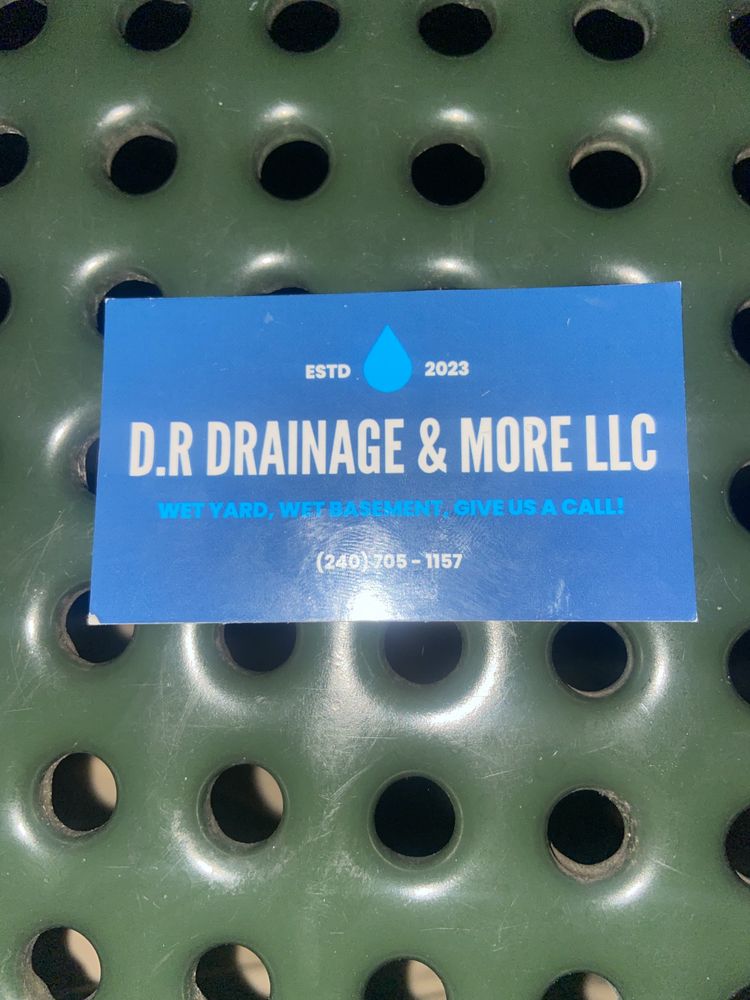 ESTD 2023
D.R DRAINAGE & MORE LLC
WET YARD, WET BASEMENT, GIVE US A CALL!
(240) 705 - 1157